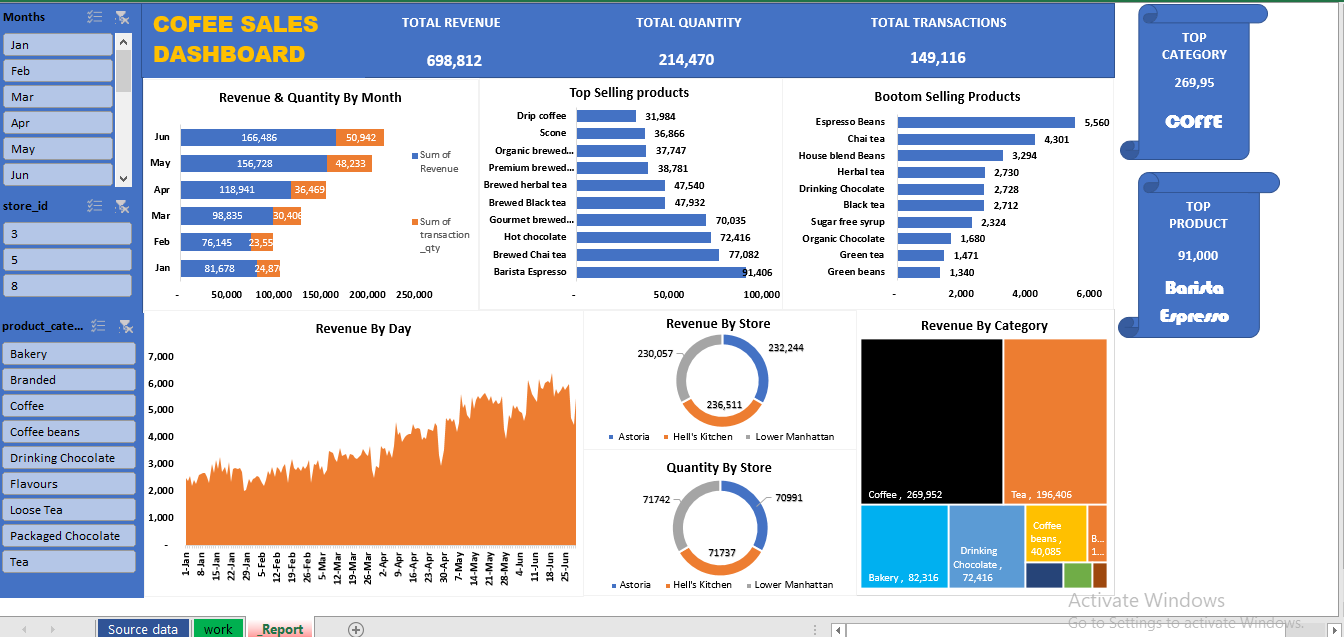 Months
Jan
Feb
Mar
Apr
May
Jun
store_id
3
5
8
product_cate...
Bakery
Branded
Coffee
Coffee beans
Drinking Chocolate
Flavours
Loose Tea
Packaged Chocolate
Tea
COFEE SALES
DASHBOARD
TOTAL REVENUE
698,812
TOTAL QUANTITY
214,470
TOTAL TRANSACTIONS
149,116
TOP
CATEGORY
269,95
COFFE
TOP
PRODUCT
91,000
Barista
Espresso
Revenue & Quantity By Month
Jun 166,486 50,942
May 156,728 48,233
Apr 118,941 36,469
Mar 98,835 30,406
Feb 76,145 23,55
Jan 81,678 24,870
- 50,000 100,000 150,000 200,000 250,000
Sum of
Revenue
Sum of
transaction
_qty
Top Selling products
Drip coffee 31,984
Scone 36,866
Organic brewed... 37,747
Premium brewed... 38,781
Brewed herbal tea 47,540
Brewed Black tea 47,932
Gourmet brewed... 70,035
Hot chocolate 72,416
Brewed Chai tea 77,082
Barista Espresso 91,406
- 50,000 100,000
Bootom Selling Products
Espresso Beans 5,560
Chai tea 4,301
House blend Beans 3,294
Herbal tea 2,730
Drinking Chocolate 2,728
Black tea 2,712
Sugar free syrup 2,324
Organic Chocolate 1,680
Green tea 1,471
Green beans 1,340
- 2,000 4,000 6,000
Revenue By Day
7,000
6,000
5,000
4,000
3,000
2,000
1,000
-
1-Jan 8-Jan 15-Jan 22-Jan 29-Jan 5-Feb 12-Feb 19-Feb 26-Feb 5-Mar 12-Mar 19-Mar 26-Mar 2-Apr 9-Apr 16-Apr 23-Apr 30-Apr 7-May 14-May 21-May 28-May 4-Jun 11-Jun 18-Jun 25-Jun
Revenue By Store
230,057 232,244
236,511
Astoria Hell's Kitchen Lower Manhattan
Quantity By Store
71742 70991
71737
Astoria Hell's Kitchen Lower Manhattan
Revenue By Category
Coffee , 269,952
Tea , 196,406
Bakery , 82,316
Drinking
Chocolate ,
72,416
Coffee
beans ,
40,085
B...
1...
Activate Windows
Go to Settings to activate Windows.
Source data work _Report